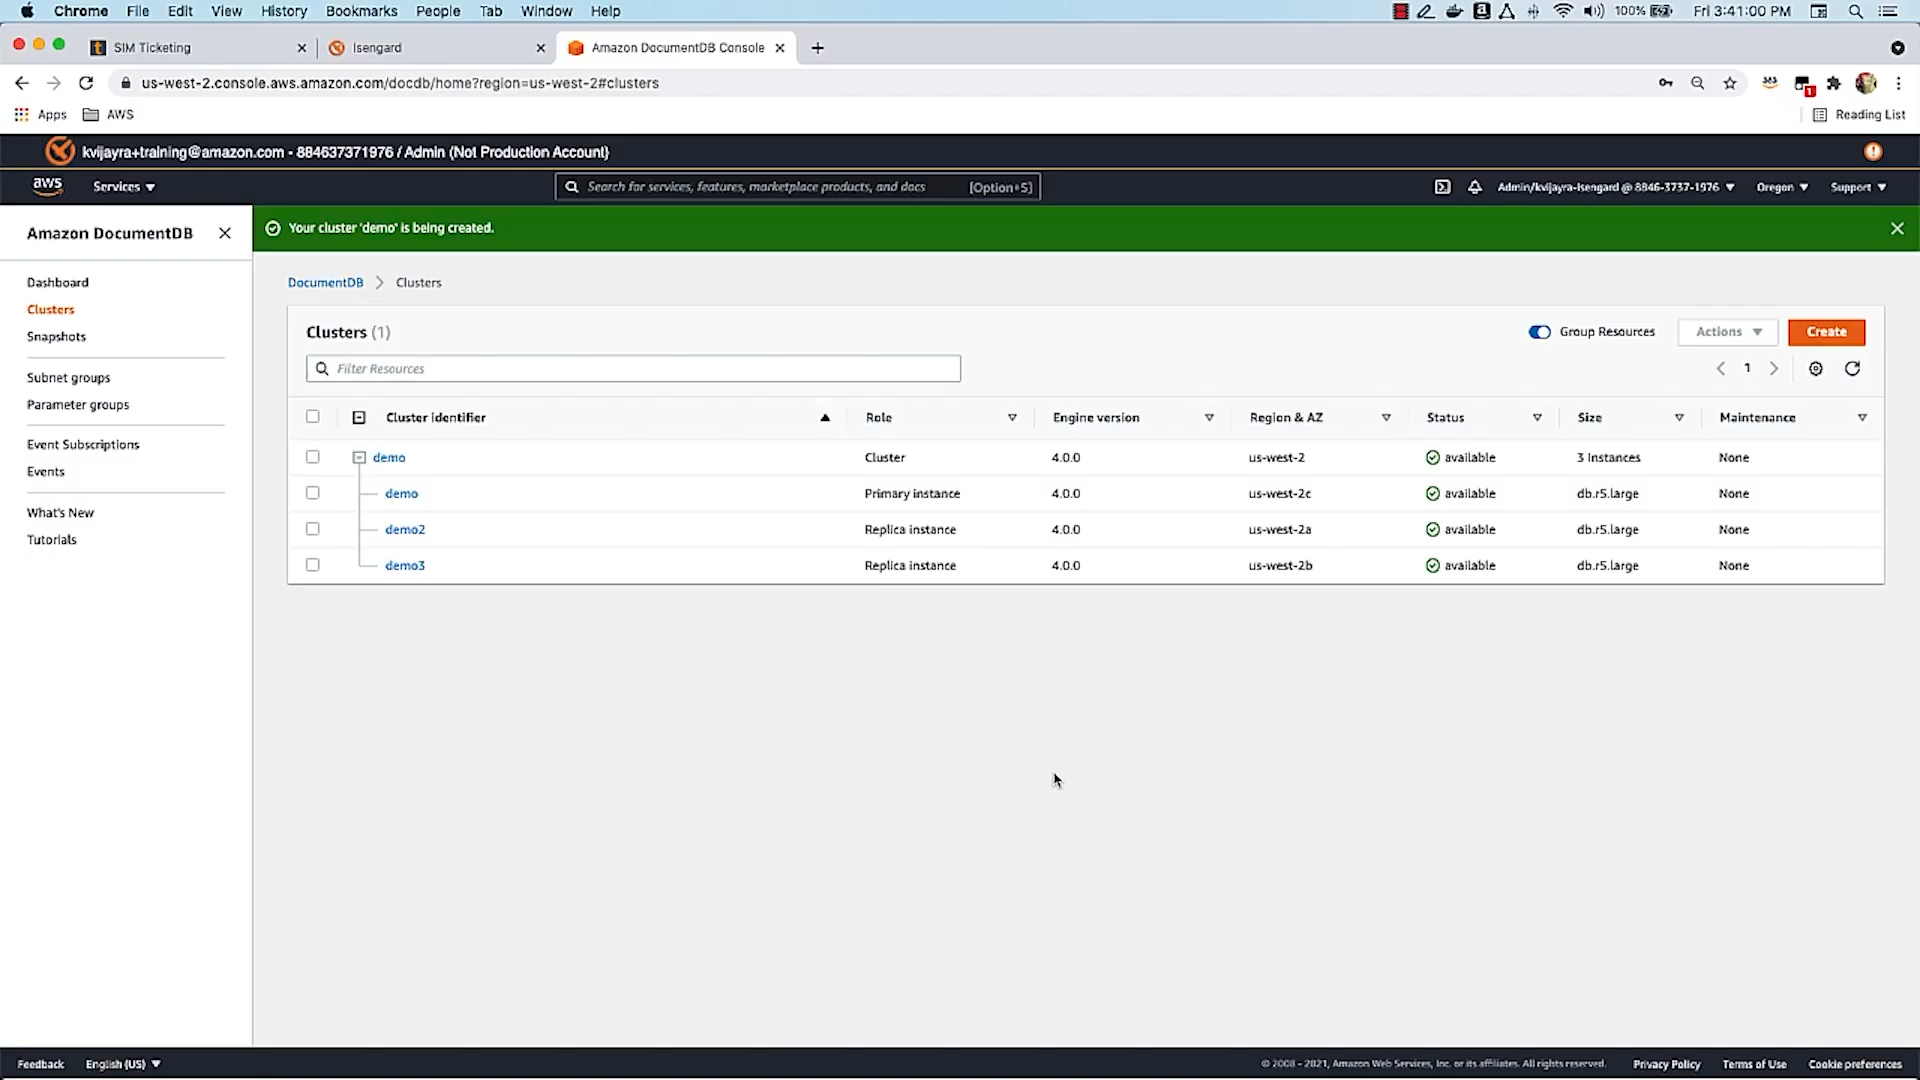 Chrome File Edit View History Bookmarks People Tab Window Help 100% Fri 3:41:00 PM
SIM Ticketing Isengard Amazon DocumentDB Console
us-west-2.console.aws.amazon.com/docdb/home?region=us-west-2#clusters
1
Apps AWS Reading List
kvijayra+training@amazon.com - 884637371976 / Admin (Not Production Account)
aws Services Search for services, features, marketplace products, and docs [Option+S] Admin/kvijayra-Isengard @ 8846-3737-1976 Oregon Support
Amazon DocumentDB
Your cluster 'demo' is being created.
Dashboard
Clusters
Snapshots
Subnet groups
Parameter groups
Event Subscriptions
Events
What's New
Tutorials
DocumentDB Clusters
Clusters (1) Group Resources Actions Create
Filter Resources 1
Cluster identifier Role Engine version Region & AZ Status Size Maintenance
demo Cluster 4.0.0 us-west-2 available 3 Instances None
demo Primary instance 4.0.0 us-west-2c available db.r5.large None
demo2 Replica instance 4.0.0 us-west-2a available db.r5.large None
demo3 Replica instance 4.0.0 us-west-2b available db.r5.large None
Feedback English (US) © 2008 - 2021, Amazon Web Services, Inc. or its affiliates. All rights reserved. Privacy Policy Terms of Use Cookie preferences